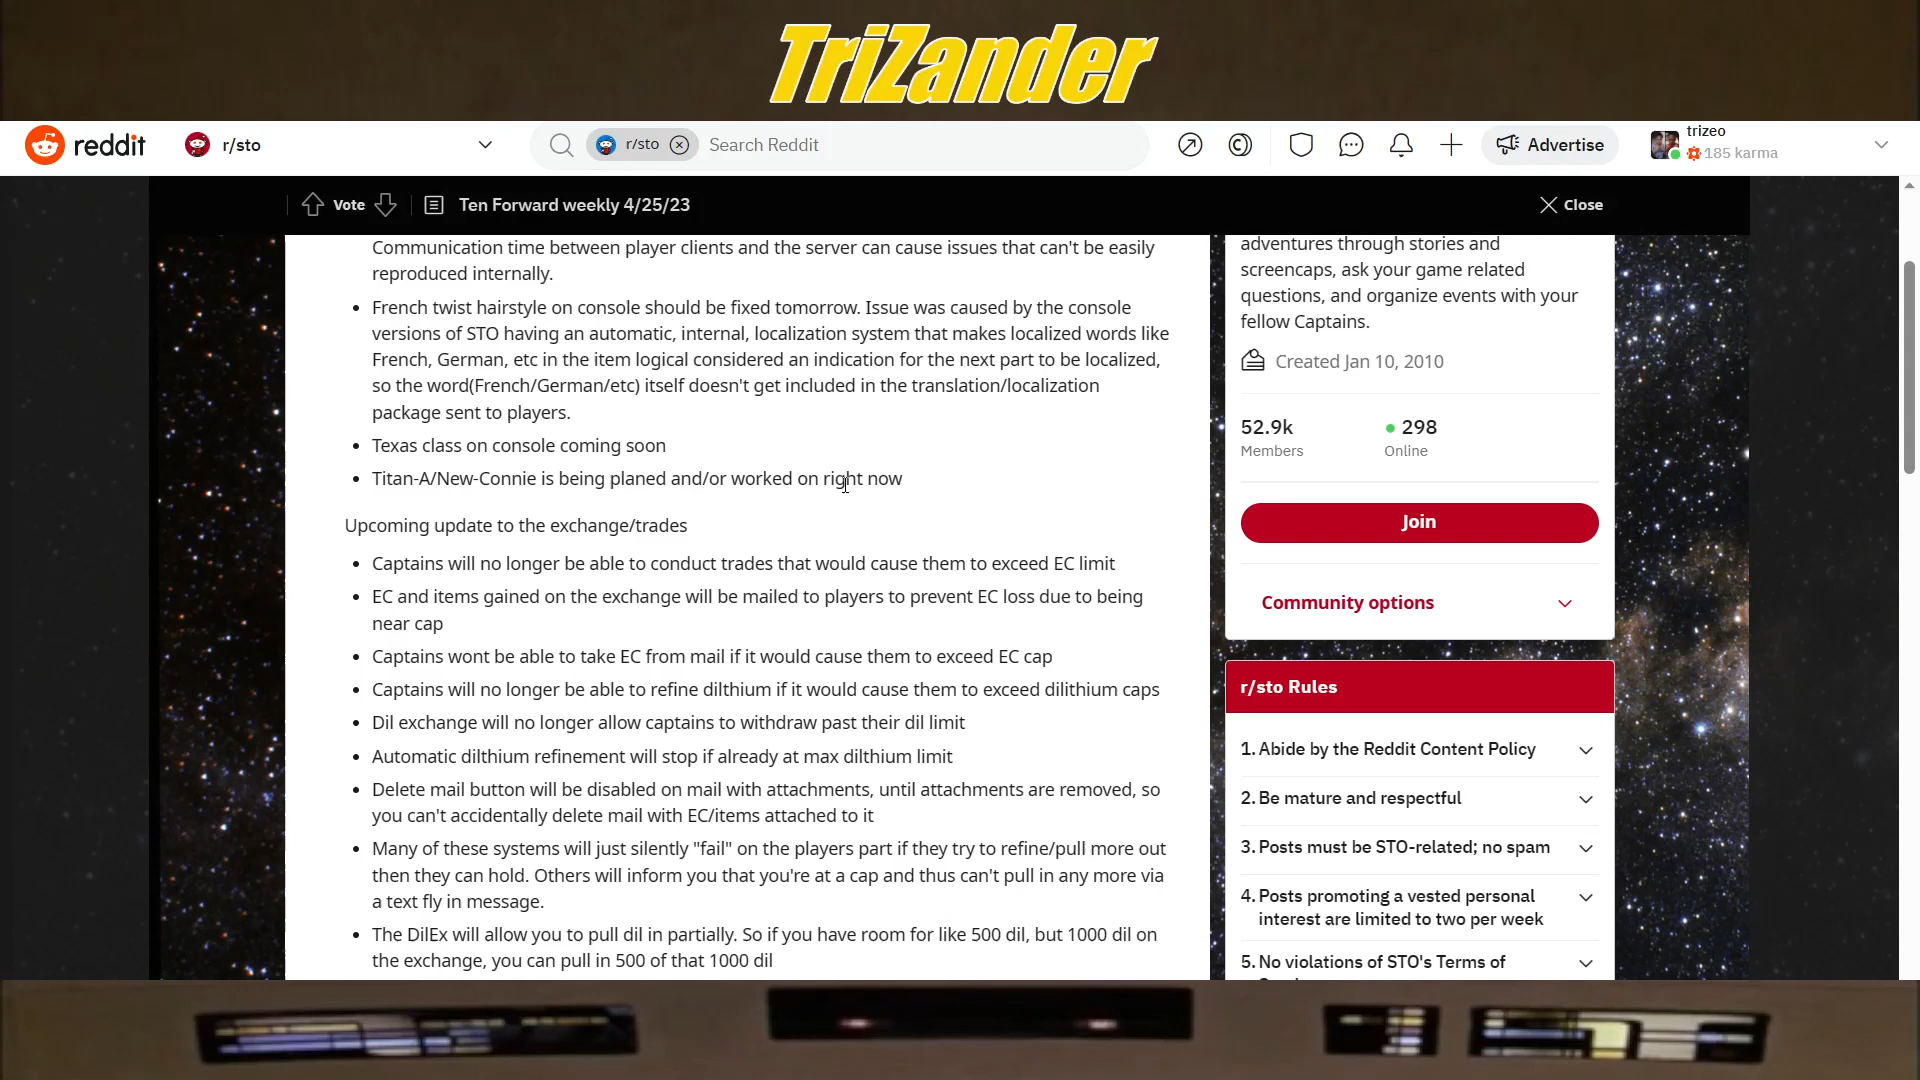 TriZander
reddit
r/sto
r/sto
Search Reddit
Advertise
trizeo
185 karma
Vote
Ten Forward weekly 4/25/23
Close
Communication time between player clients and the server can cause issues that can't be easily
reproduced internally.
French twist hairstyle on console should be fixed tomorrow. Issue was caused by the console
versions of STO having an automatic, internal, localization system that makes localized words like
French, German, etc in the item logical considered an indication for the next part to be localized,
so the word(French/German/etc) itself doesn't get included in the translation/localization
package sent to players.
Texas class on console coming soon
Titan-A/New-Connie is being planed and/or worked on right now
Upcoming update to the exchange/trades
Captains will no longer be able to conduct trades that would cause them to exceed EC limit
EC and items gained on the exchange will be mailed to players to prevent EC loss due to being
near cap
Captains wont be able to take EC from mail if it would cause them to exceed EC cap
Captains will no longer be able to refine dilthium if it would cause them to exceed dilithium caps
Dil exchange will no longer allow captains to withdraw past their dil limit
Automatic dilthium refinement will stop if already at max dilthium limit
Delete mail button will be disabled on mail with attachments, until attachments are removed, so
you can't accidentally delete mail with EC/items attached to it
Many of these systems will just silently "fail" on the players part if they try to refine/pull more out
then they can hold. Others will inform you that you're at a cap and thus can't pull in any more via
a text fly in message.
The DilEx will allow you to pull dil in partially. So if you have room for like 500 dil, but 1000 dil on
the exchange, you can pull in 500 of that 1000 dil
adventures through stories and
screencaps, ask your game related
questions, and organize events with your
fellow Captains.
Created Jan 10, 2010
52.9k
298
Members
Online
Join
Community options
r/sto Rules
1. Abide by the Reddit Content Policy
2. Be mature and respectful
3. Posts must be STO-related; no spam
4. Posts promoting a vested personal
interest are limited to two per week
5. No violations of STO's Terms of